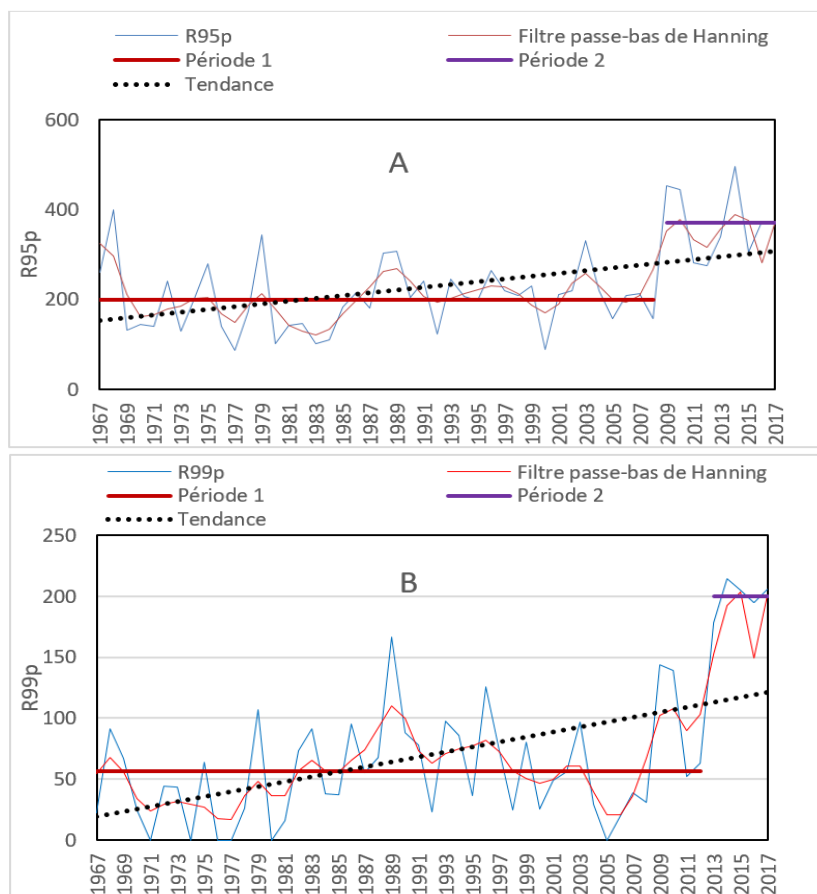 R95p Filtre passe-bas de Hanning
Période 1 Période 2
Tendance
600
400
200
0
R95p
A
1967 1969 1971 1973 1975 1977 1979 1981 1983 1985 1987 1989 1991 1993 1995 1997 1999 2001 2003 2005 2007 2009 2011 2013 2015 2017
R99p Filtre passe-bas de Hanning
Période 1 Période 2
Tendance
250
200
150
100
50
0
R99p
B
1967 1969 1971 1973 1975 1977 1979 1981 1983 1985 1987 1989 1991 1993 1995 1997 1999 2001 2003 2005 2007 2009 2011 2013 2015 2017